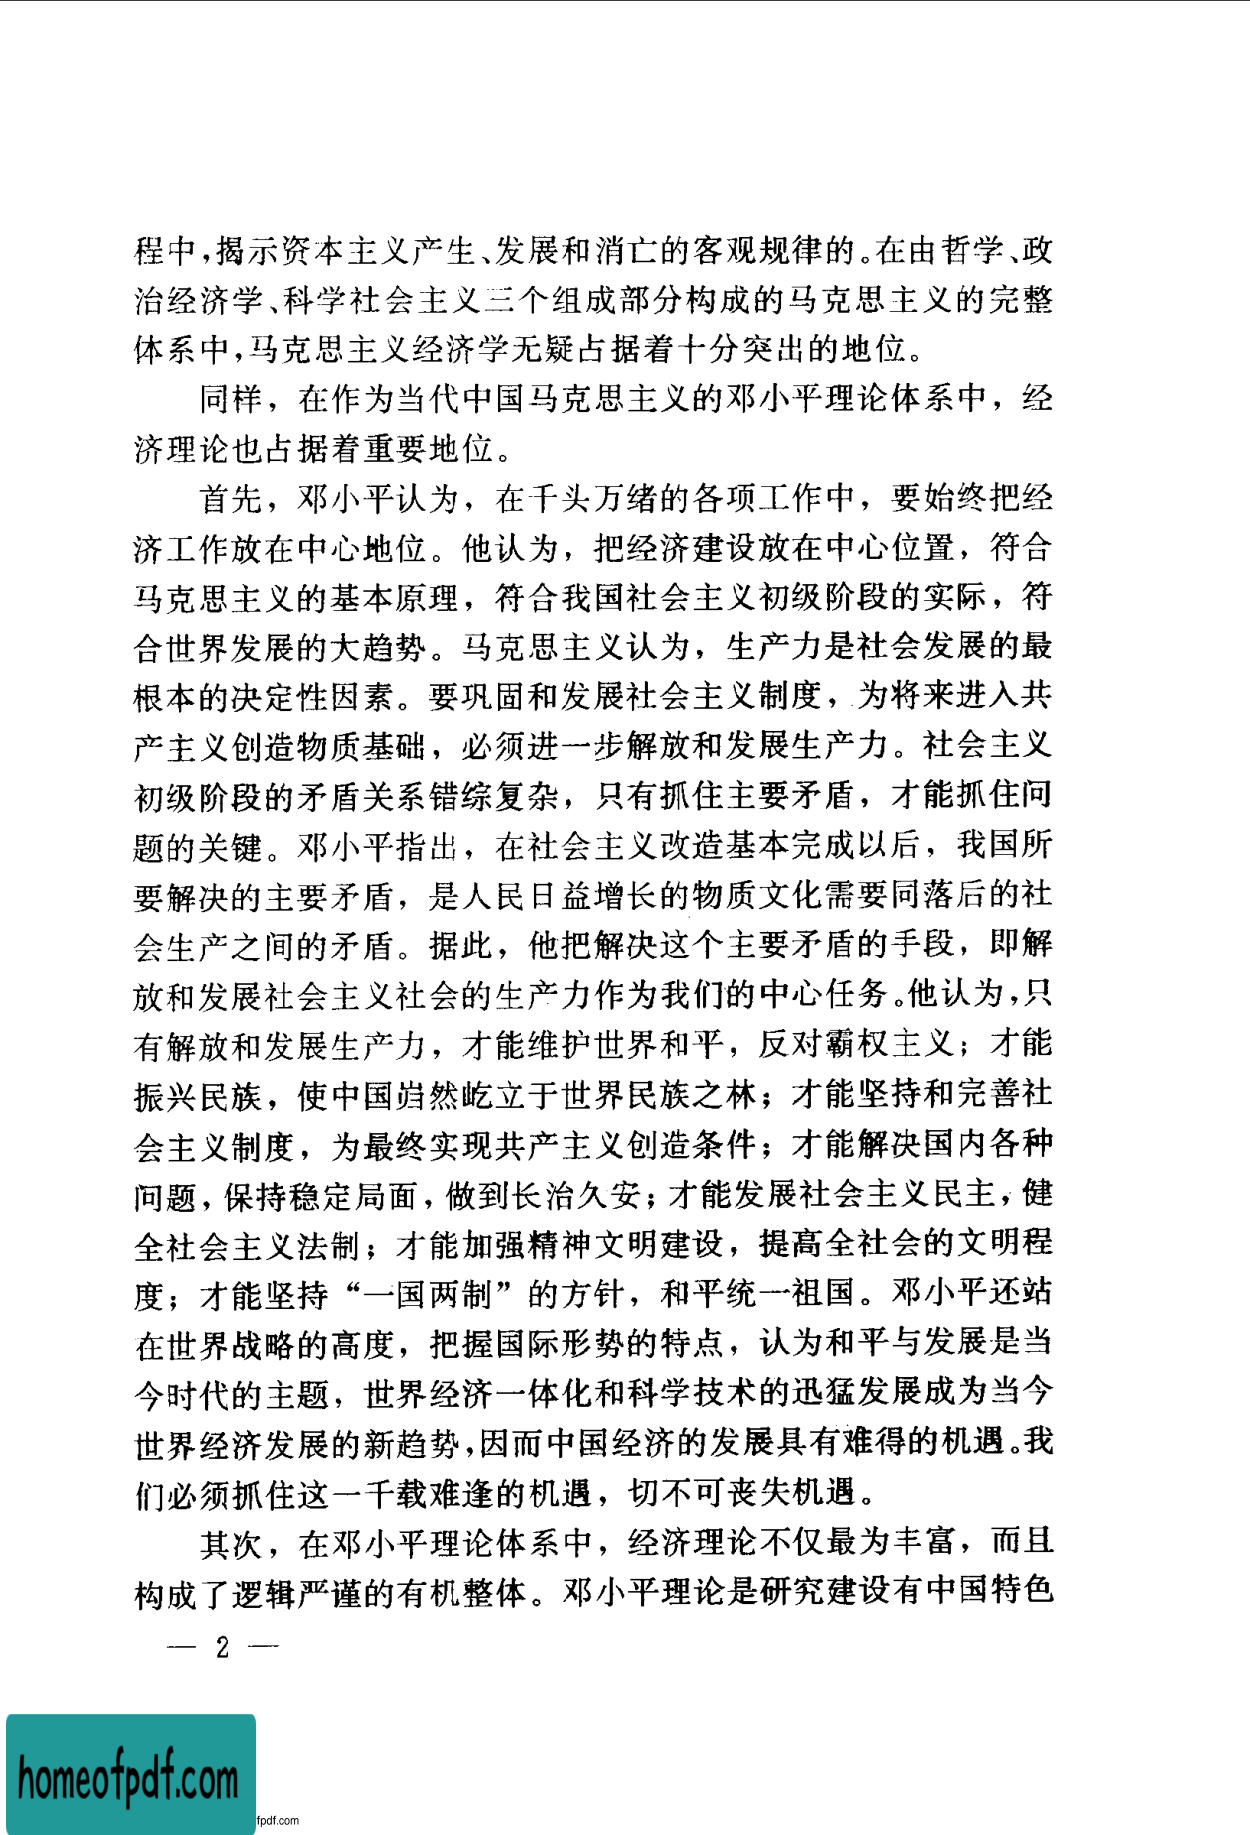 程中,揭示资本主义产生、发展和消亡的客观规律的。在由哲学、政
治经济学、科学社会主义三个组成部分构成的马克思主义的完整
体系中,马克思主义经济学无疑占据着十分突出的地位。
同样，在作为当代中国马克思主义的邓小平理论体系中，经
济理论也占据着重要地位。
首先，邓小平认为，在千头万绪的各项工作中，要始终把经
济工作放在中心地位。他认为，把经济建设放在中心位置，符合
马克思主义的基本原理，符合我国社会主义初级阶段的实际，符
合世界发展的大趋势。马克思主义认为，生产力是社会发展的最
根本的决定性因素。要巩固和发展社会主义制度，为将来进入共
产主义创造物质基础，必须进一步解放和发展生产力。社会主义
初级阶段的矛盾关系错综复杂，只有抓住主要矛盾，才能抓住问
题的关键。邓小平指出，在社会主义改造基本完成以后，我国所
要解决的主要矛盾，是人民日益增长的物质文化需要同落后的社
会生产之间的矛盾。据此，他把解决这个主要矛盾的手段，即解
放和发展社会主义社会的生产力作为我们的中心任务。他认为,只
有解放和发展生产力，才能维护世界和平，反对霸权主义；才能
振兴民族，使中国岿然屹立于世界民族之林；才能坚持和完善社
会主义制度，为最终实现共产主义创造条件；才能解决国内各种
问题,保持稳定局面,做到长治久安;才能发展社会主义民主,健
全社会主义法制；才能加强精神文明建设，提高全社会的文明程
度；才能坚持“一国两制”的方针，和平统一祖国。邓小平还站
在世界战略的高度，把握国际形势的特点，认为和平与发展是当
今时代的主题，世界经济一体化和科学技术的迅猛发展成为当今
世界经济发展的新趋势,因而中国经济的发展具有难得的机遇。我
们必须抓住这一千载难逢的机遇，切不可丧失机遇。
其次，在邓小平理论体系中，经济理论不仅最为丰富，而且
构成了逻辑严谨的有机整体。邓小平理论是研究建设有中国特色
— 2 —
homeofpdf.com
fpdf.com